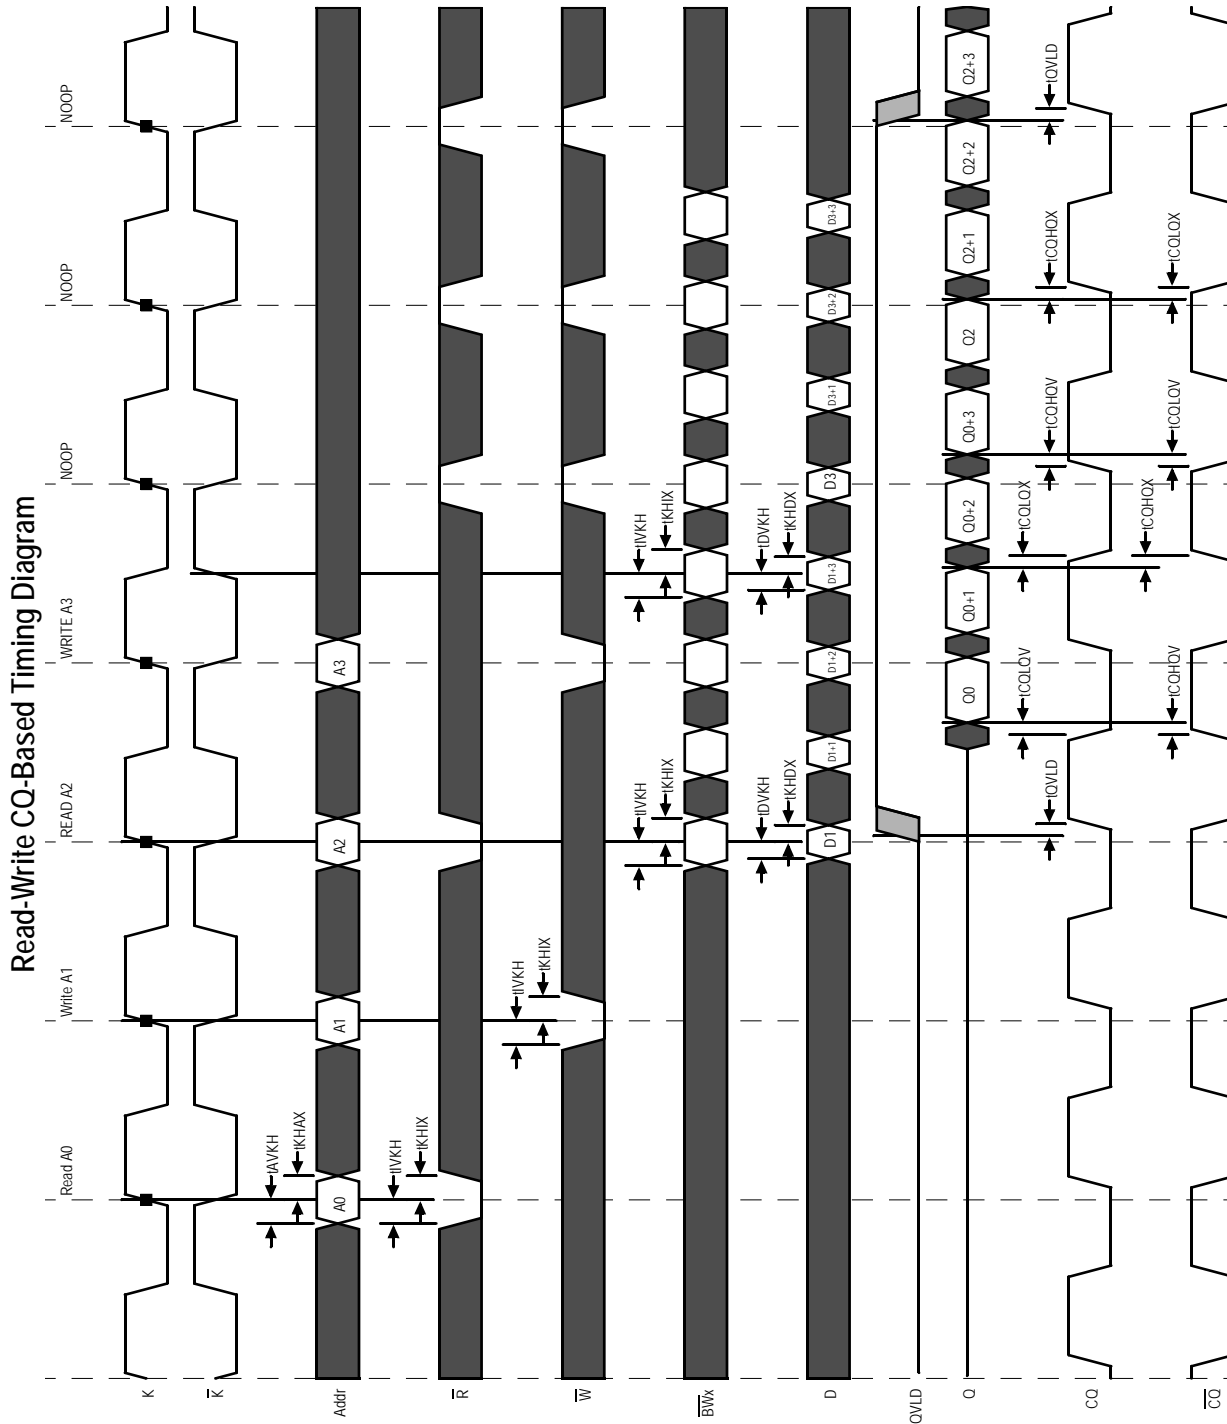 Read-Write CQ-Based Timing Diagram
Read A0
Write A1
READ A2
WRITE A3
NOOP
NOOP
NOOP
K
K̅
tAVKH
tKHAX
Addr
A0
A1
A2
A3
tIVKH
tKHIX
R̅
tIVKH
tKHIX
W̅
tIVKH
tKHIX
tIVKH
tKHIX
B̅W̅x̅
tDVKH
tKHDX
tDVKH
tKHDX
D
D1
D1+1
D1+2
D1+3
D3
D3+1
D3+2
D3+3
QVLD
Q
Q0
Q0+1
Q0+2
Q0+3
Q2
Q2+1
Q2+2
Q2+3
tQVLD
tCQLQV
tCQLQX
tCQHQV
tCQHQX
tQVLD
CQ
tCQHQV
tCQHQX
tCQLQV
tCQLQX
C̅Q̅